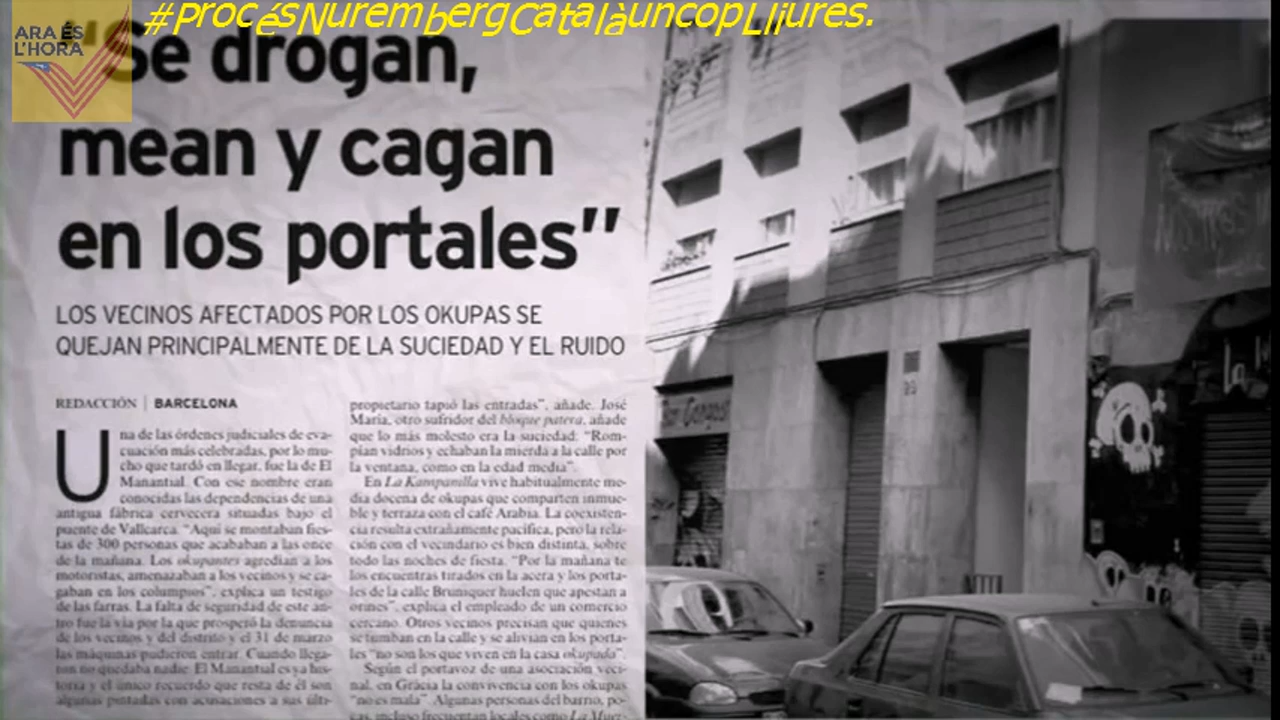 #ProcésNurembergCatalàuncopLliures.
ARA ÉS
L'HORA
"Se drogan,
mean y cagan
en los portales"
LOS VECINOS AFECTADOS POR LOS OKUPAS SE
QUEJAN PRINCIPALMENTE DE LA SUCIEDAD Y EL RUIDO
REDACCIÓN | BARCELONA
Una de las órdenes judiciales de eva-
cuación más celebradas, por lo mu-
cho que tardó en llegar, fue la de El
Manantial. Con ese nombre eran
conocidas las dependencias de una
antigua fábrica cervecera situadas bajo el
puente de Vallcarca. "Aquí se montaban fies-
tas de 300 personas que acababan a las once
de la mañana. Los okupantes agredían a los
motoristas, amenazaban a los vecinos y se ca-
gaban en los columpios", explica un testigo
de las farras. La falta de seguridad de este an-
tro fue la vía por la que prosperó la denuncia
de los vecinos y del distrito y el 31 de marzo
las máquinas pudieron entrar. Cuando llega-
ron no quedaba nadie. El Manantial es ya his-
toria y el único recuerdo que resta de él son
algunas pintadas con acusaciones a sus últi-
propietario tapió las entradas", añade. José
María, otro sufridor del bloque patera, añade
que lo más molesto era la suciedad: "Rom-
pían vidrios y echaban la mierda a la calle por
la ventana, como en la edad media".
En La Kampanilla vive habitualmente me-
dia docena de okupas que comparten inmue-
ble y terraza con el café Arabia. La coexisten-
cia resulta extrañamente pacífica, pero la rela-
ción con el vecindario es bien distinta, sobre
todo las noches de fiesta. "Por la mañana te
los encuentras tirados en la acera y los porta-
les de la calle Bruniquer huelen que apestan a
orines", explica el empleado de un comercio
cercano. Otros vecinos precisan que quienes
se tumban en la calle y se alivian en los porta-
les "no son los que viven en la casa okupada".
Según el portavoz de una asociación veci-
nal, en Gràcia la convivencia con los okupas
"no es mala". Algunas personas del barrio, po-
cas, incluso frecuentan locales como La Muer-